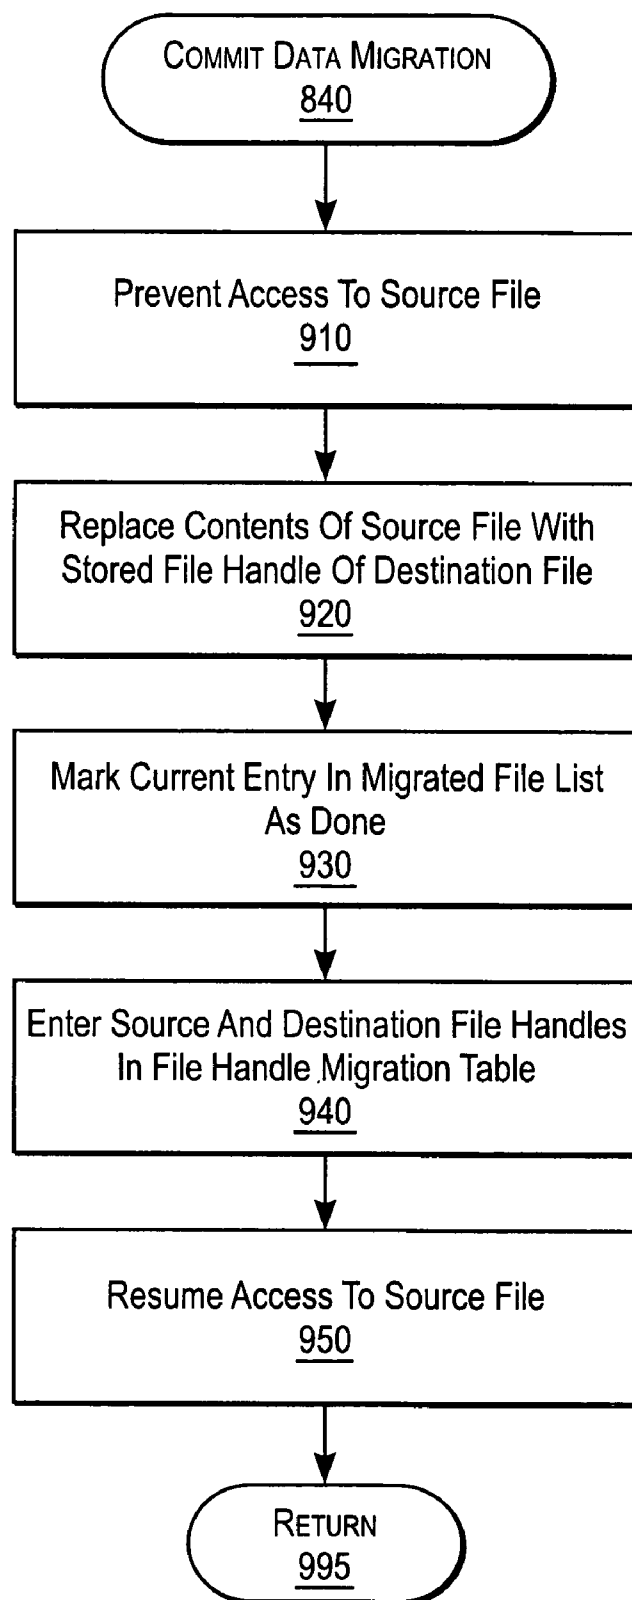 COMMIT DATA MIGRATION
840
Prevent Access To Source File
910
Replace Contents Of Source File With
Stored File Handle Of Destination File
920
Mark Current Entry In Migrated File List
As Done
930
Enter Source And Destination File Handles
In File Handle Migration Table
940
Resume Access To Source File
950
RETURN
995